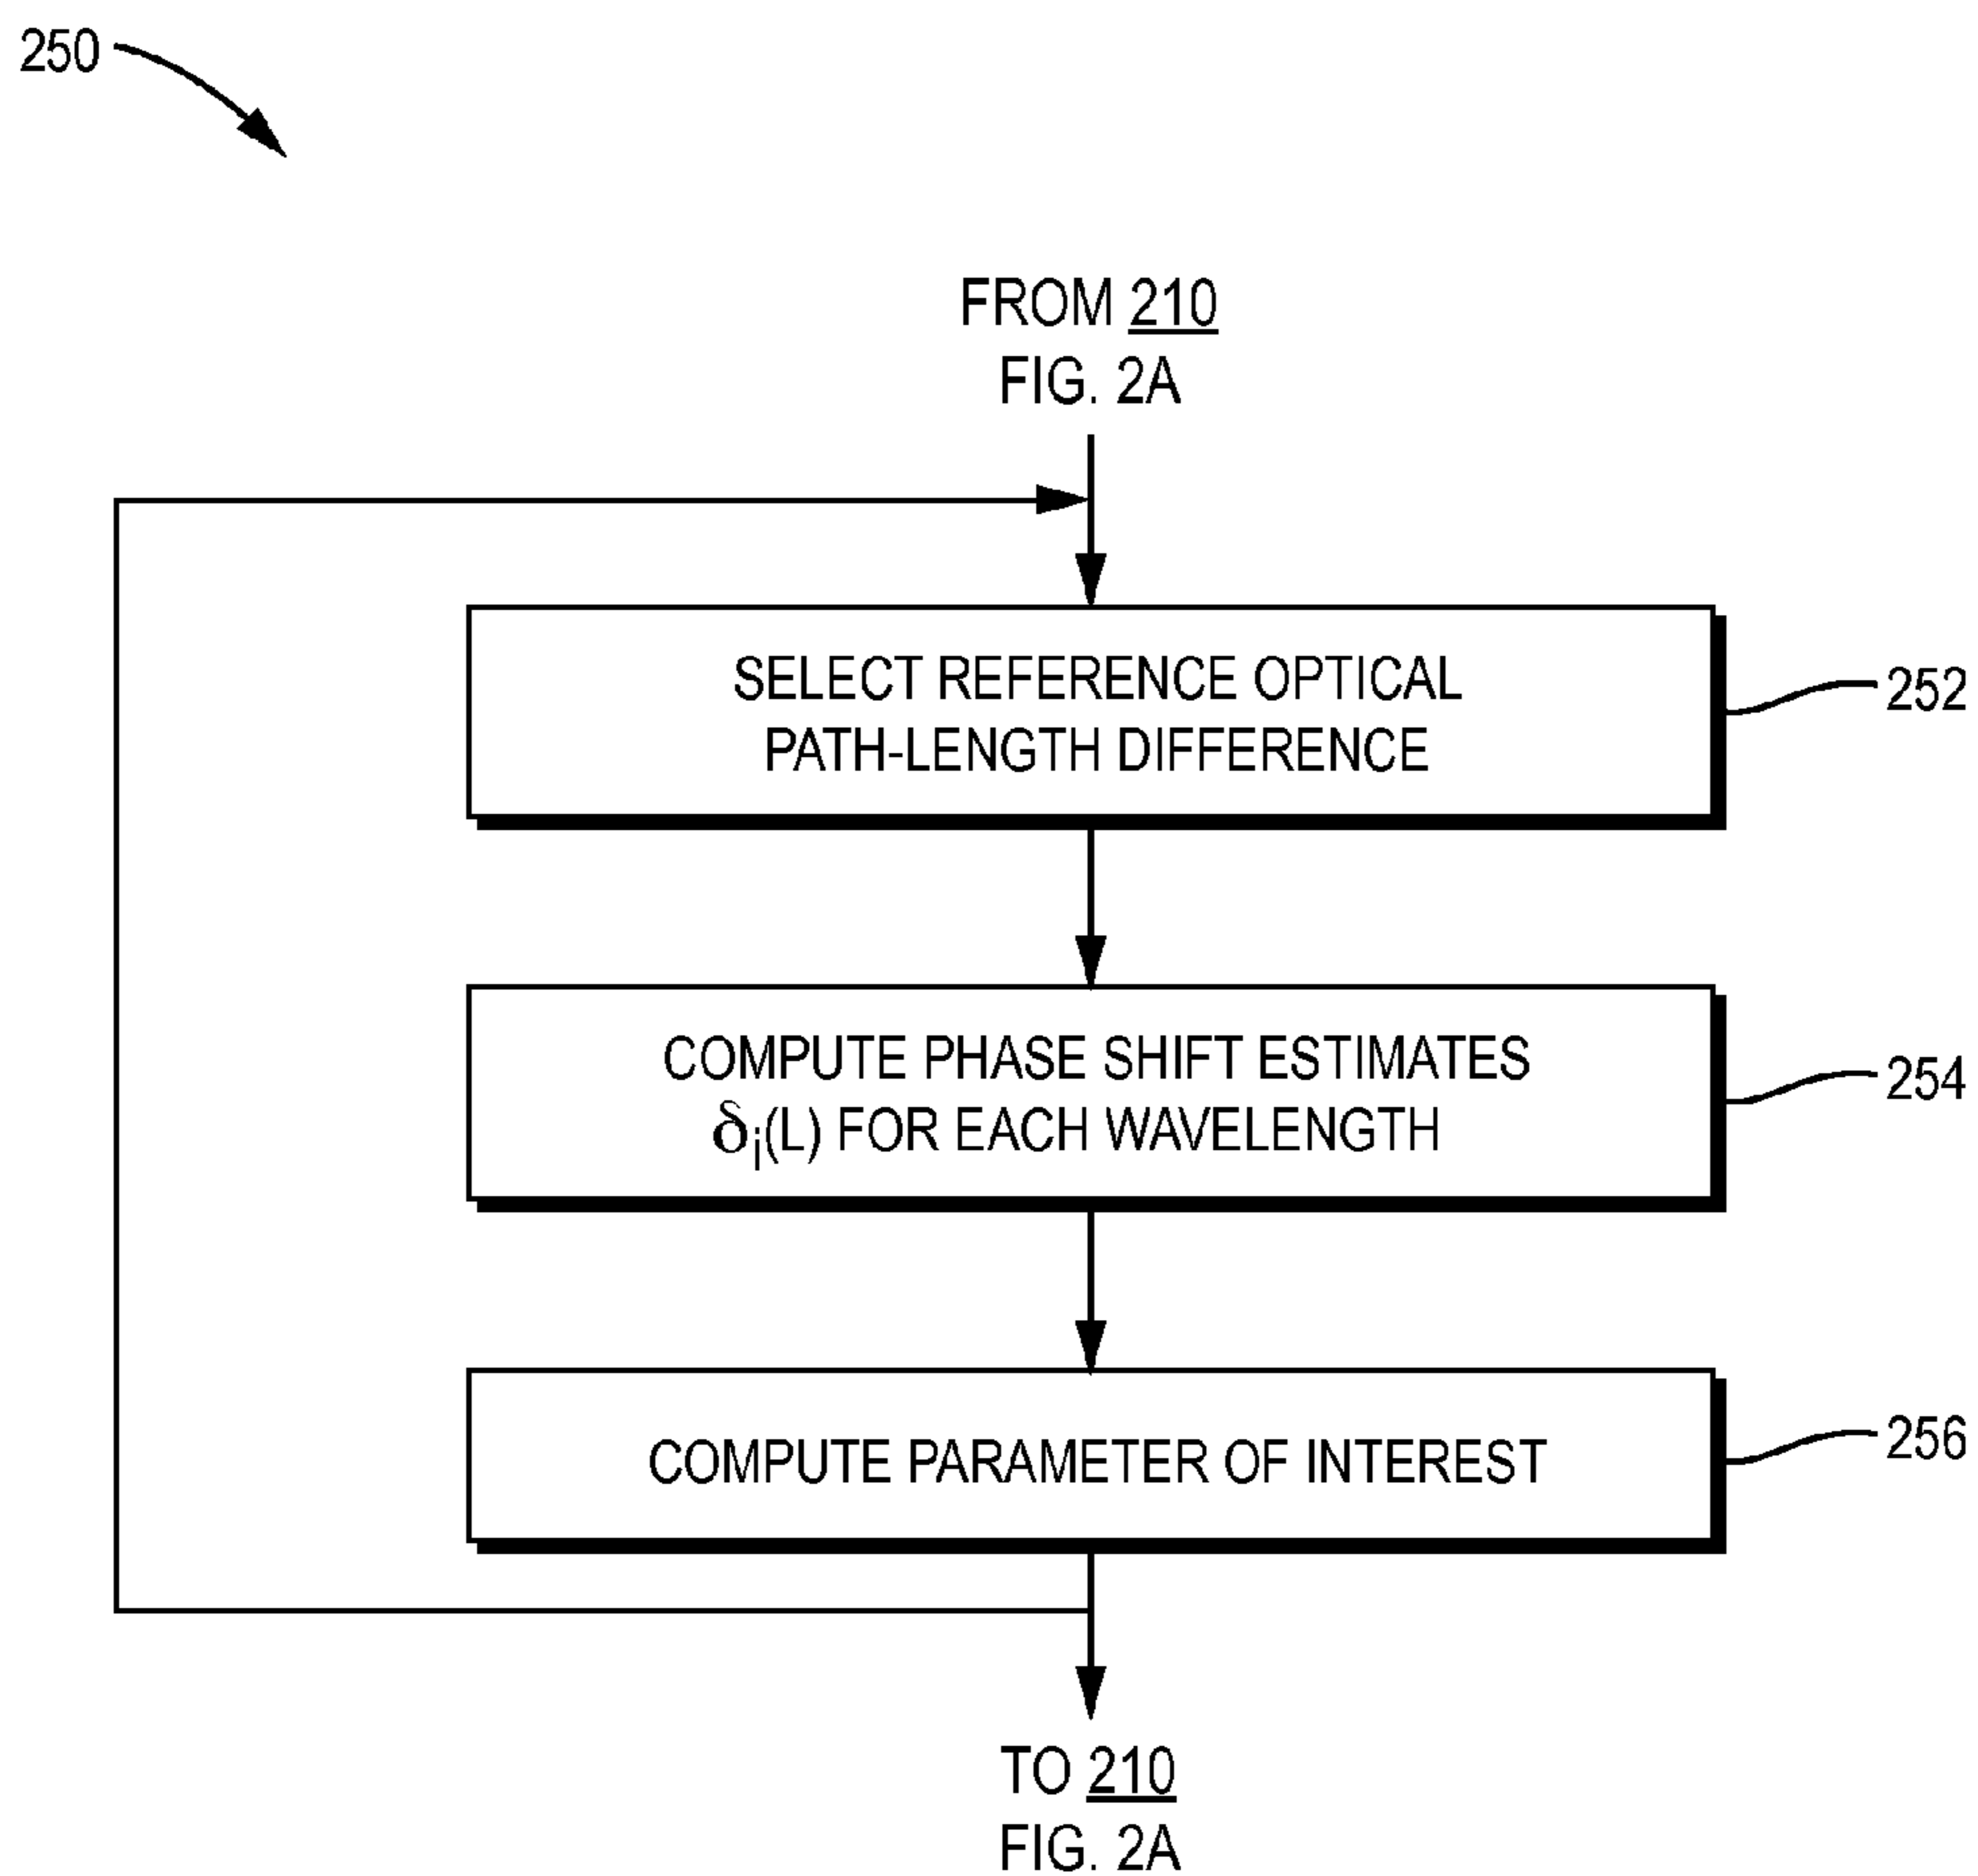 250
FROM 210
FIG. 2A
SELECT REFERENCE OPTICAL
PATH-LENGTH DIFFERENCE
252
COMPUTE PHASE SHIFT ESTIMATES
δi(L) FOR EACH WAVELENGTH
254
COMPUTE PARAMETER OF INTEREST
256
TO 210
FIG. 2A